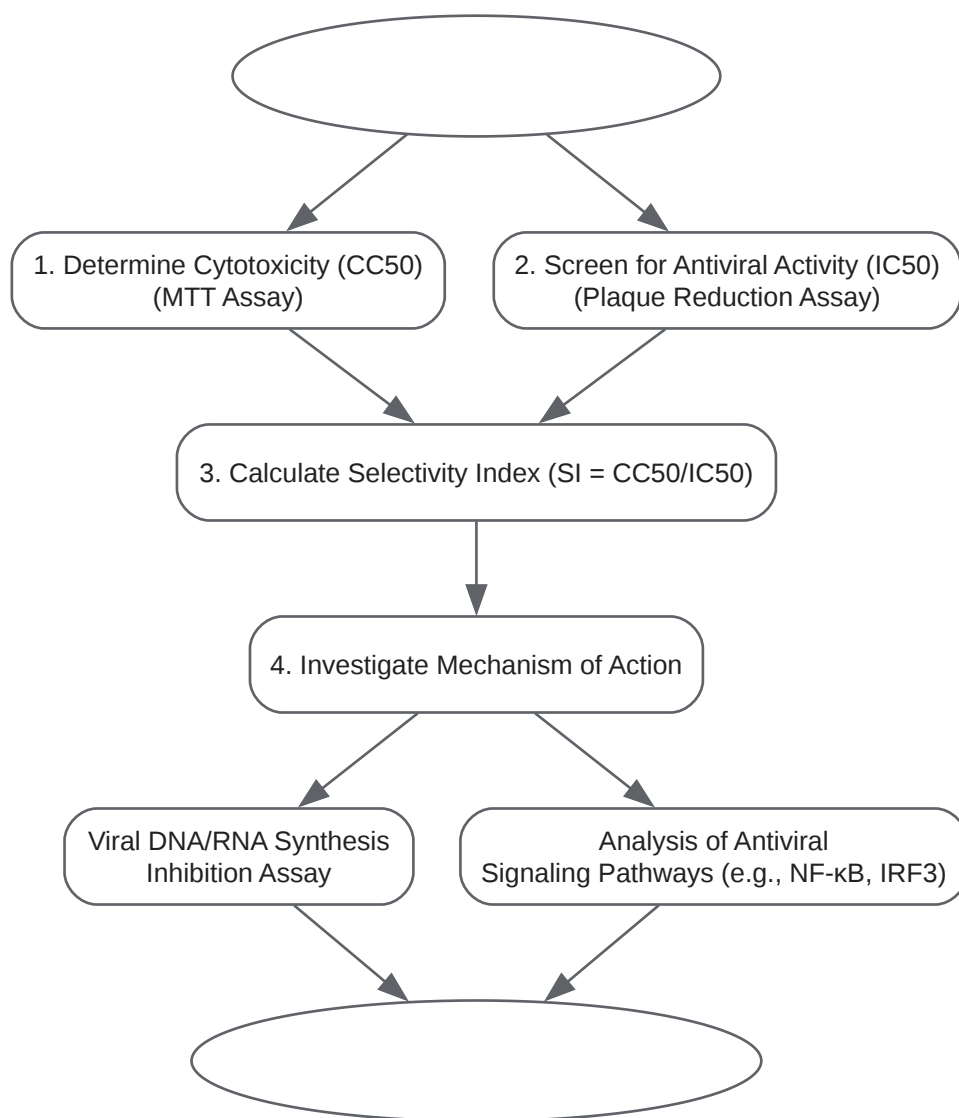 1. Determine Cytotoxicity (CC50)
(MTT Assay)
2. Screen for Antiviral Activity (IC50)
(Plaque Reduction Assay)
3. Calculate Selectivity Index (SI = CC50/IC50)
4. Investigate Mechanism of Action
Viral DNA/RNA Synthesis
Inhibition Assay
Analysis of Antiviral
Signaling Pathways (e.g., NF-κB, IRF3)